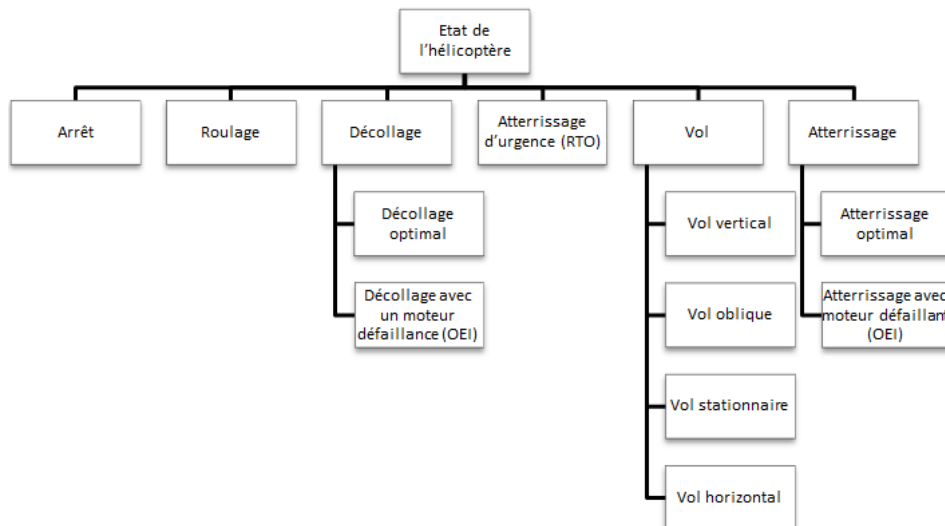 Etat de
l'hélicoptère
Arrêt
Roulage
Décollage
Atterrissage
d'urgence (RTO)
Vol
Atterrissage
Décollage
optimal
Décollage avec
un moteur
défaillance (OEI)
Vol vertical
Vol oblique
Vol stationnaire
Vol horizontal
Atterrissage
optimal
Atterrissage avec
moteur défaillant
(OEI)